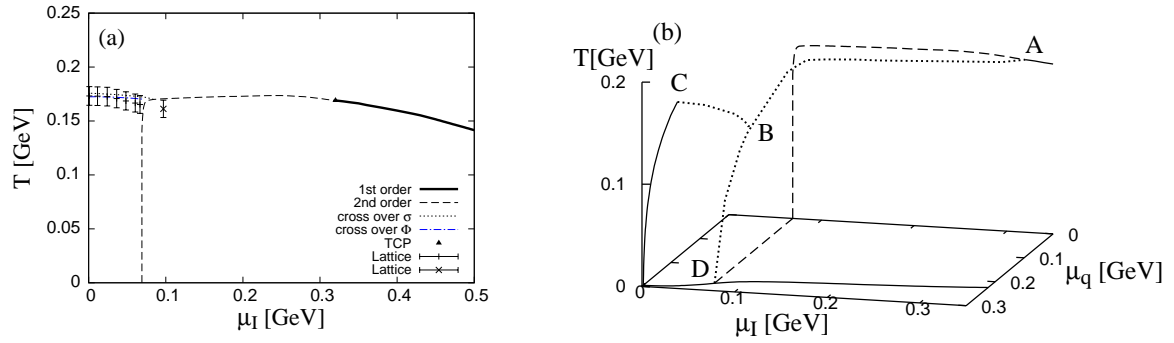 (a)
0.25
0.2
0.15
0.1
0.05
0
T [GeV]
0 0.1 0.2 0.3 0.4 0.5
μ_I [GeV]
1st order
2nd order
cross over σ
cross over Φ
TCP
Lattice
Lattice
(b)
T[GeV]
0.2
0.1
0
A
B
C
D
0.1 0.2 0.3
μ_I [GeV]
0
0.1
0.2
0.3
μ_q [GeV]